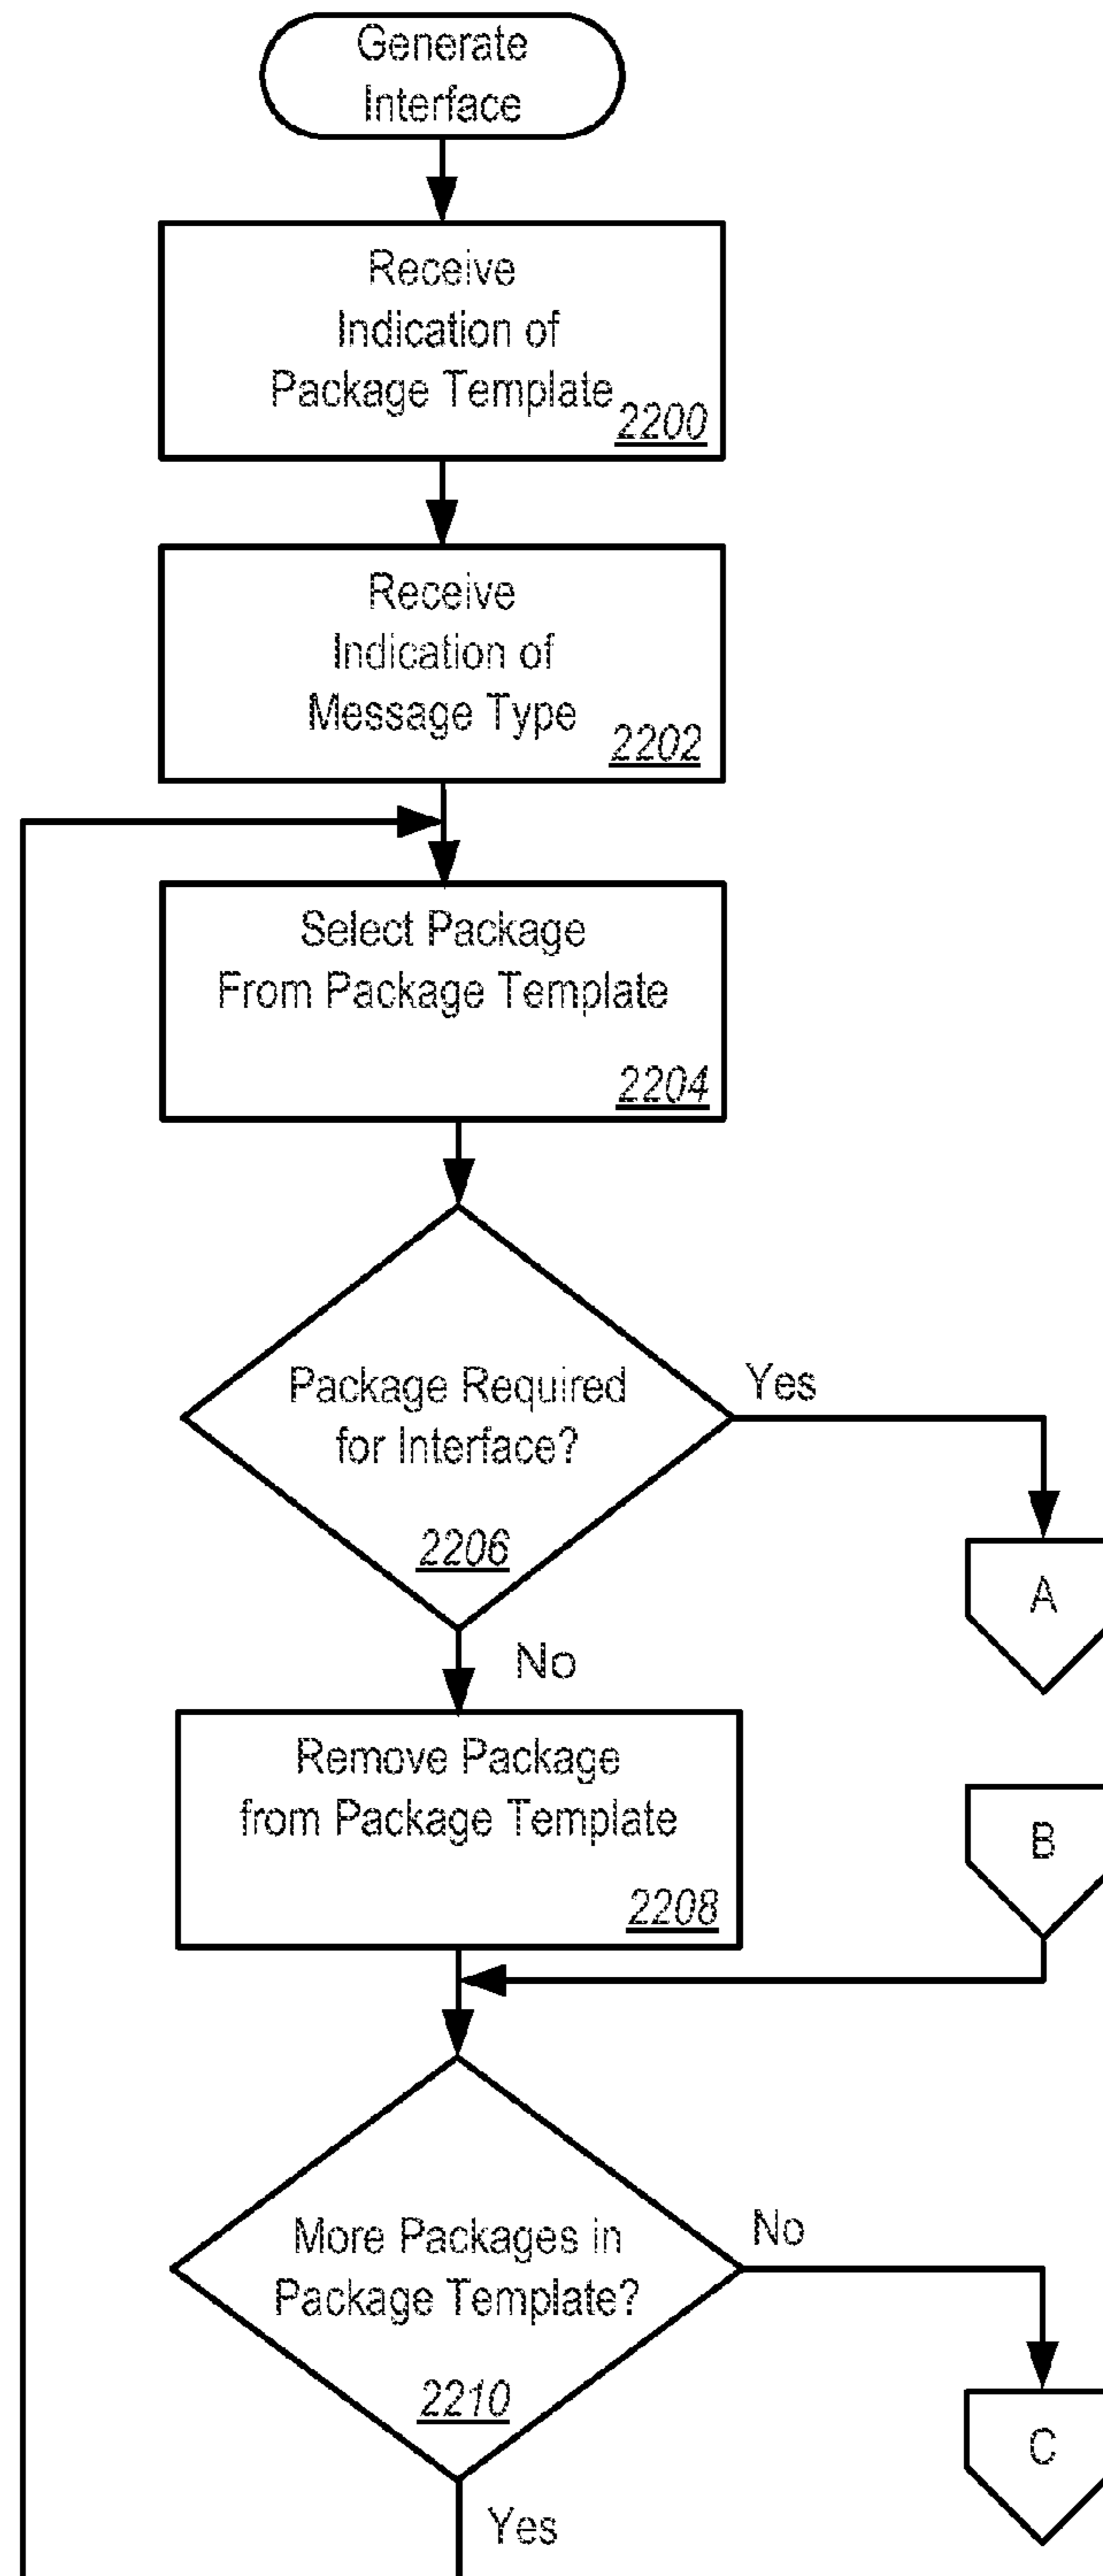 Generate
Interface
Receive
Indication of
Package Template
2200
Receive
Indication of
Message Type
2202
Select Package
From Package Template
2204
Package Required
for Interface?
2206
Yes
A
No
Remove Package
from Package Template
2208
B
More Packages in
Package Template?
2210
No
C
Yes